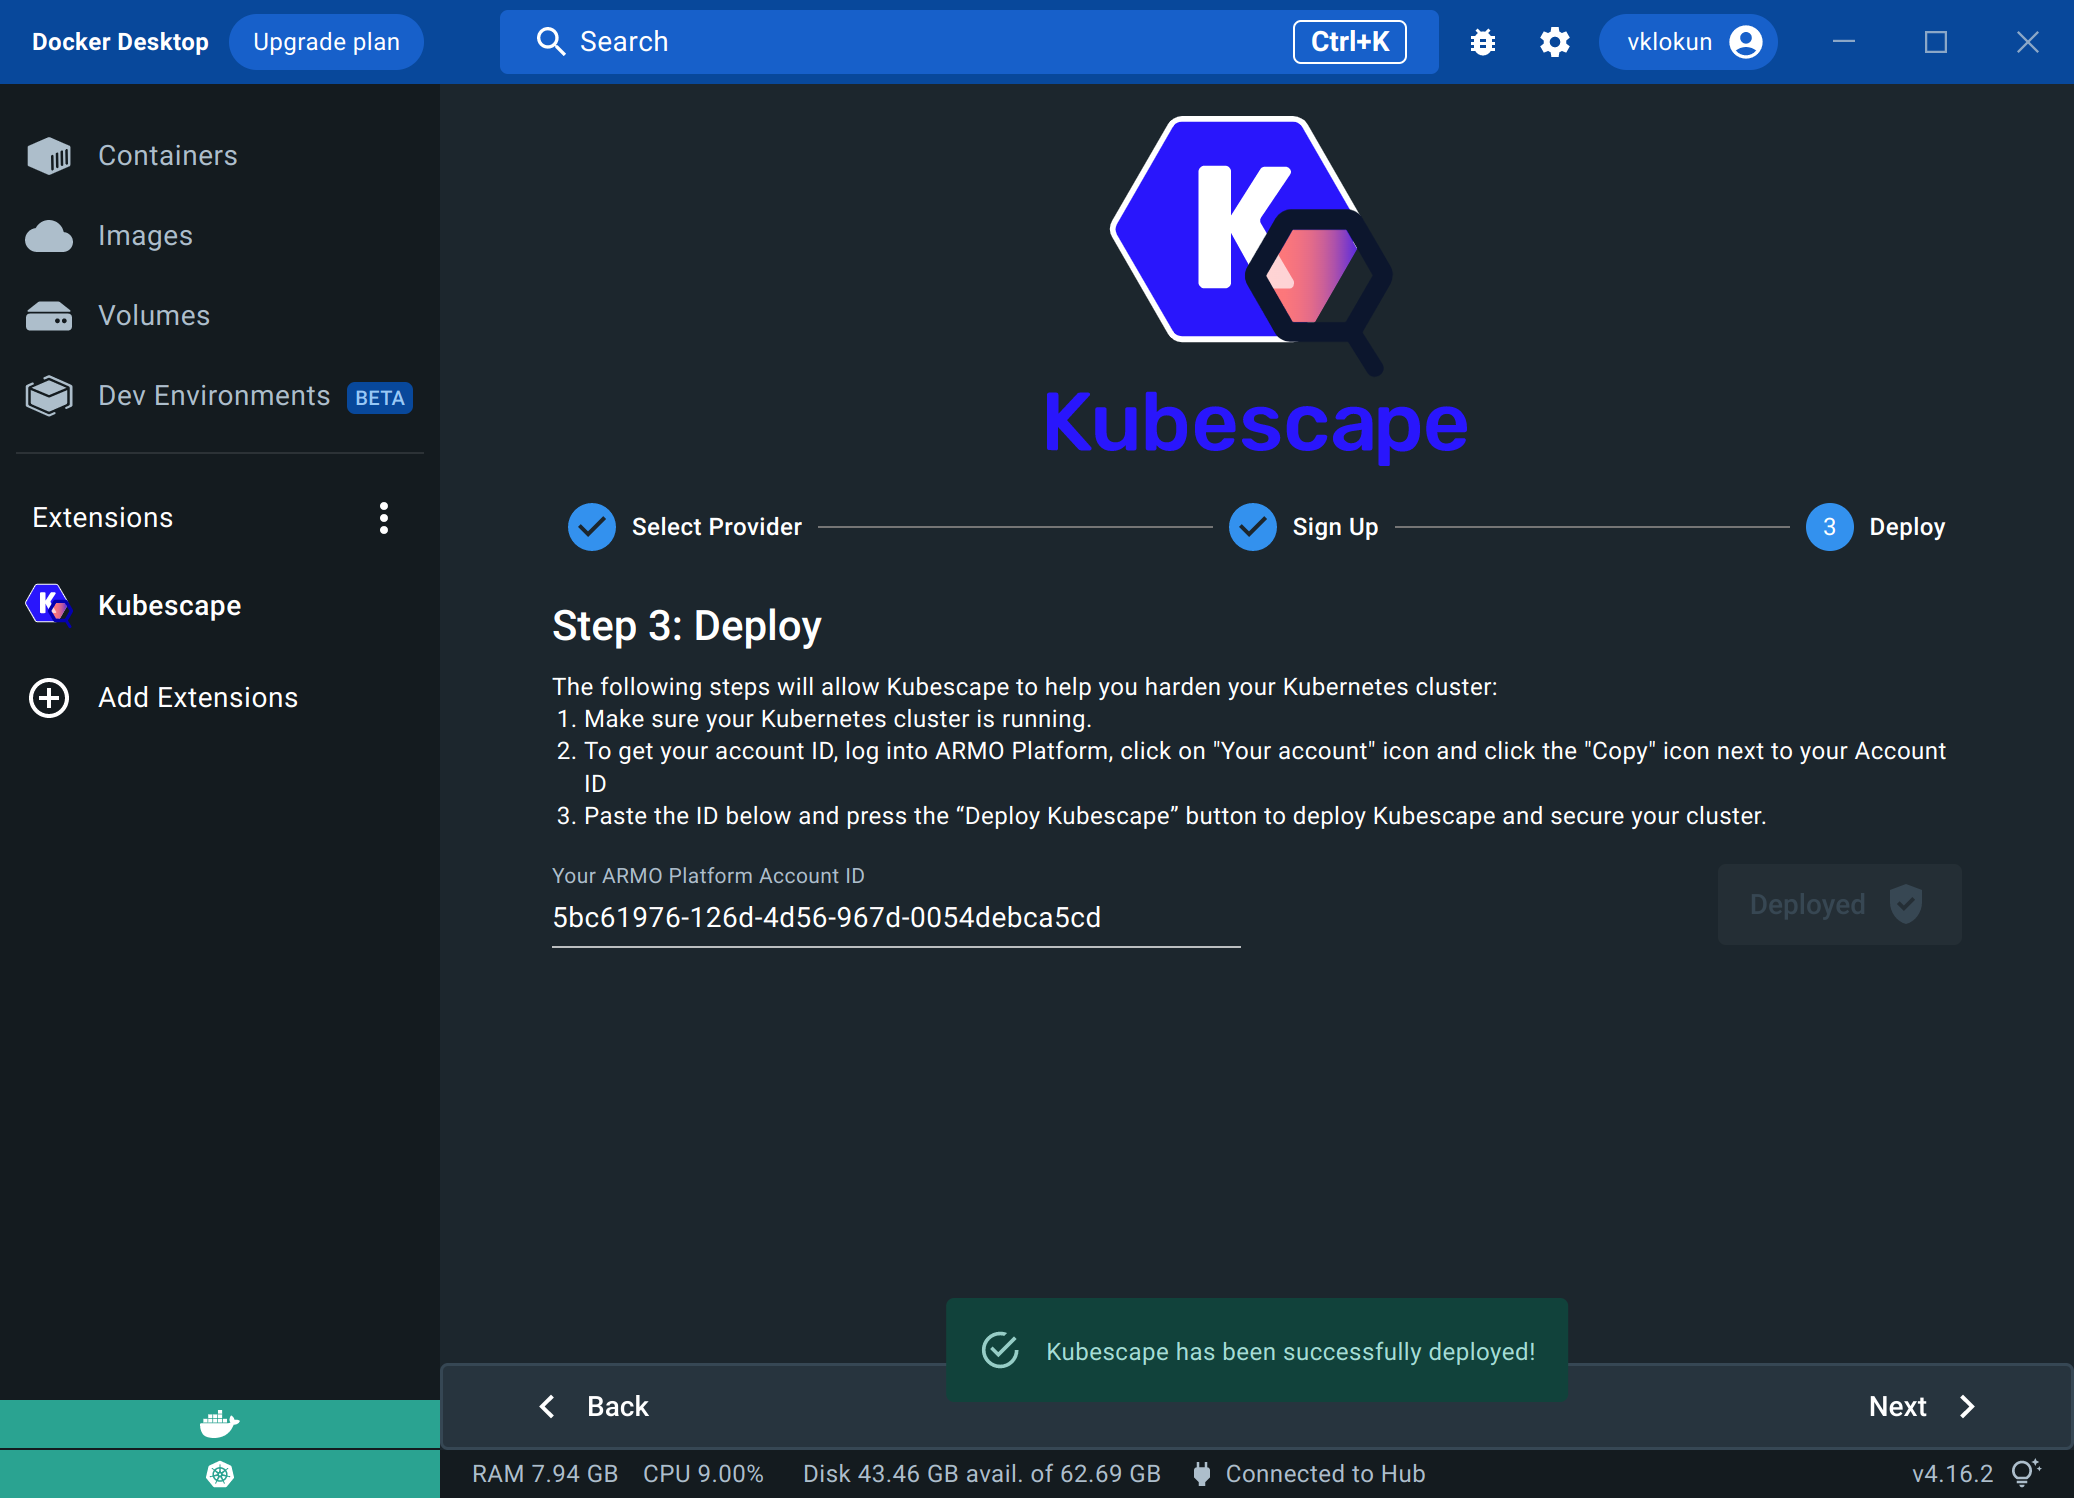 Docker Desktop
Upgrade plan
Search
Ctrl+K
vklokun
Containers
Images
Volumes
Dev Environments BETA
Extensions
Kubescape
Add Extensions
K
Kubescape
Select Provider
Sign Up
3 Deploy
Step 3: Deploy
The following steps will allow Kubescape to help you harden your Kubernetes cluster:
1. Make sure your Kubernetes cluster is running.
2. To get your account ID, log into ARMO Platform, click on "Your account" icon and click the "Copy" icon next to your Account
ID
3. Paste the ID below and press the “Deploy Kubescape” button to deploy Kubescape and secure your cluster.
Your ARMO Platform Account ID
5bc61976-126d-4d56-967d-0054debca5cd
Deployed
Kubescape has been successfully deployed!
Back
Next
RAM 7.94 GB CPU 9.00% Disk 43.46 GB avail. of 62.69 GB Connected to Hub
v4.16.2